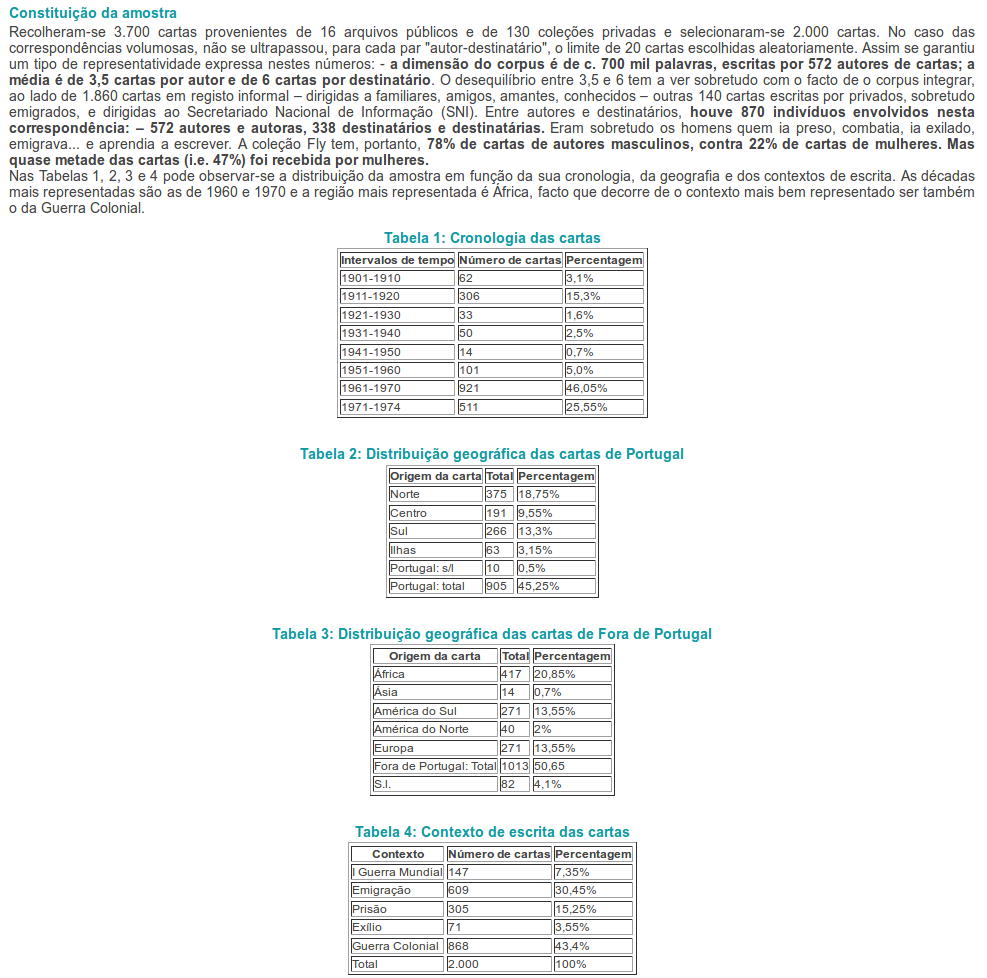 Constituição da amostra
Recolheram-se 3.700 cartas provenientes de 16 arquivos públicos e de 130 coleções privadas e selecionaram-se 2.000 cartas. No caso das
correspondências volumosas, não se ultrapassou, para cada par "autor-destinatário", o limite de 20 cartas escolhidas aleatoriamente. Assim se garantiu
um tipo de representatividade expressa nestes números: - a dimensão do corpus é de c. 700 mil palavras, escritas por 572 autores de cartas; a
média é de 3,5 cartas por autor e de 6 cartas por destinatário. O desequilíbrio entre 3,5 e 6 tem a ver sobretudo com o facto de o corpus integrar,
ao lado de 1.860 cartas em registo informal – dirigidas a familiares, amigos, amantes, conhecidos – outras 140 cartas escritas por privados, sobretudo
emigrados, e dirigidas ao Secretariado Nacional de Informação (SNI). Entre autores e destinatários, houve 870 indivíduos envolvidos nesta
correspondência: – 572 autores e autoras, 338 destinatários e destinatárias. Eram sobretudo os homens quem ia preso, combatia, ia exilado,
emigrava... e aprendia a escrever. A coleção Fly tem, portanto, 78% de cartas de autores masculinos, contra 22% de cartas de mulheres. Mas
quase metade das cartas (i.e. 47%) foi recebida por mulheres.
Nas Tabelas 1, 2, 3 e 4 pode observar-se a distribuição da amostra em função da sua cronologia, da geografia e dos contextos de escrita. As décadas
mais representadas são as de 1960 e 1970 e a região mais representada é África, facto que decorre de o contexto mais bem representado ser também
o da Guerra Colonial.
Tabela 1: Cronologia das cartas
Intervalos de tempo Número de cartas Percentagem
1901-1910 62 3,1%
1911-1920 306 15,3%
1921-1930 33 1,6%
1931-1940 50 2,5%
1941-1950 14 0,7%
1951-1960 101 5,0%
1961-1970 921 46,05%
1971-1974 511 25,55%
Tabela 2: Distribuição geográfica das cartas de Portugal
Origem da carta Total Percentagem
Norte 375 18,75%
Centro 191 9,55%
Sul 266 13,3%
Ilhas 63 3,15%
Portugal: s/l 10 0,5%
Portugal: total 905 45,25%
Tabela 3: Distribuição geográfica das cartas de Fora de Portugal
Origem da carta Total Percentagem
África 417 20,85%
Ásia 14 0,7%
América do Sul 271 13,55%
América do Norte 40 2%
Europa 271 13,55%
Fora de Portugal: Total 1013 50,65
S.l. 82 4,1%
Tabela 4: Contexto de escrita das cartas
Contexto Número de cartas Percentagem
I Guerra Mundial 147 7,35%
Emigração 609 30,45%
Prisão 305 15,25%
Exílio 71 3,55%
Guerra Colonial 868 43,4%
Total 2.000 100%